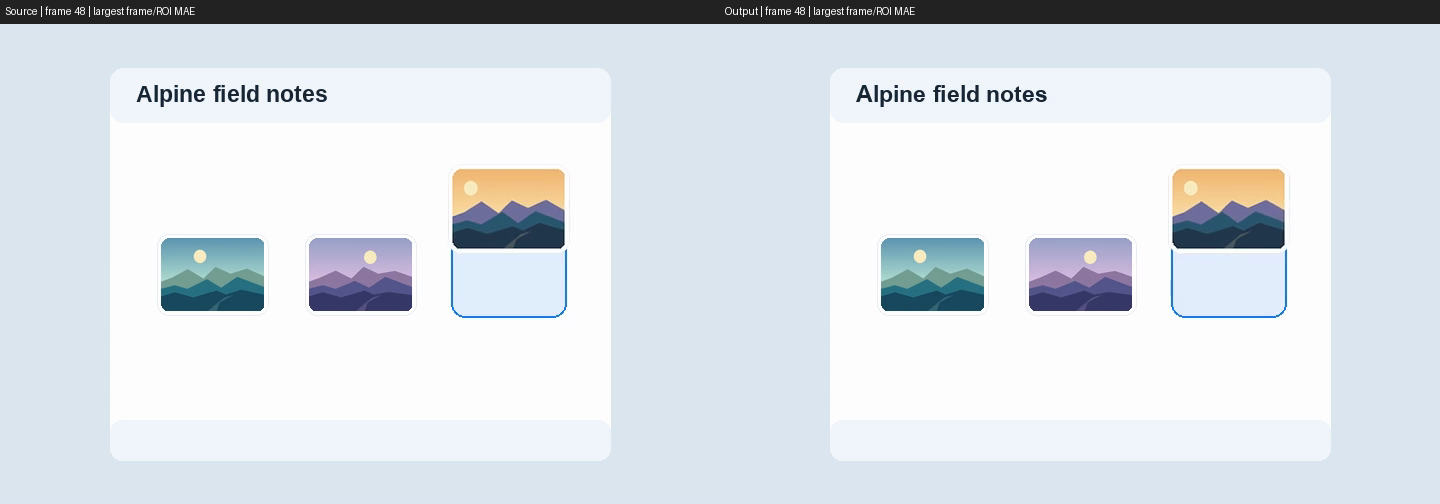 Source | frame 48 | largest frame/ROI MAE
Output | frame 48 | largest frame/ROI MAE
Alpine field notes
Alpine field notes